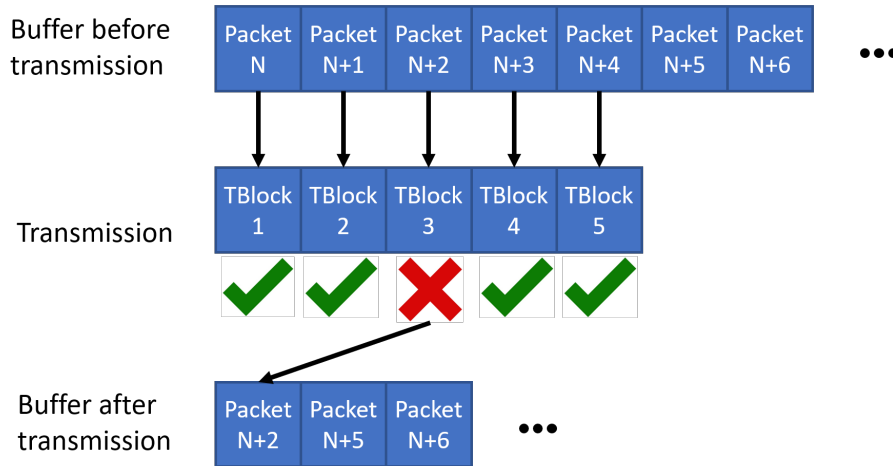 Buffer before
transmission
Packet N
Packet N+1
Packet N+2
Packet N+3
Packet N+4
Packet N+5
Packet N+6
•••
Transmission
TBlock 1
TBlock 2
TBlock 3
TBlock 4
TBlock 5
Buffer after
transmission
Packet N+2
Packet N+5
Packet N+6
•••